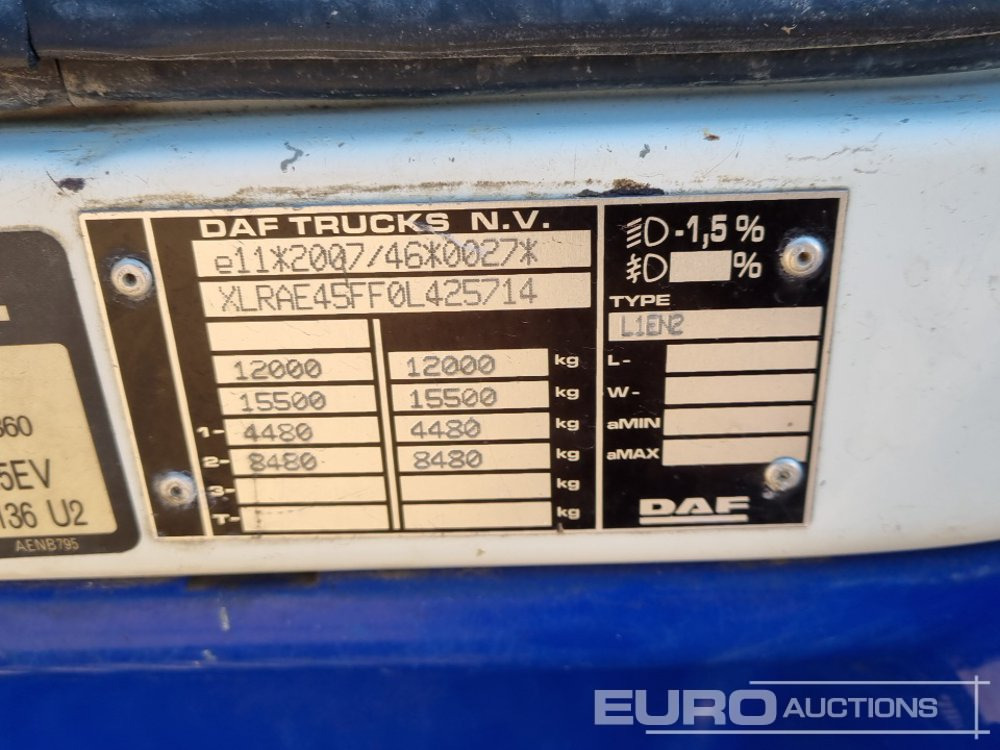 DAF TRUCKS N.V.
e11*2007/46*0027*
XLRAE45FF0L425714
12000 12000 kg
15500 15500 kg
1- 4480 4480 kg
2- 8480 8480 kg
3- kg
T- kg
-1,5 %
%
TYPE
L1EN2
L-
W-
aMIN
aMAX
DAF
360
5EV
136 U2
AENB795
EURO AUCTIONS